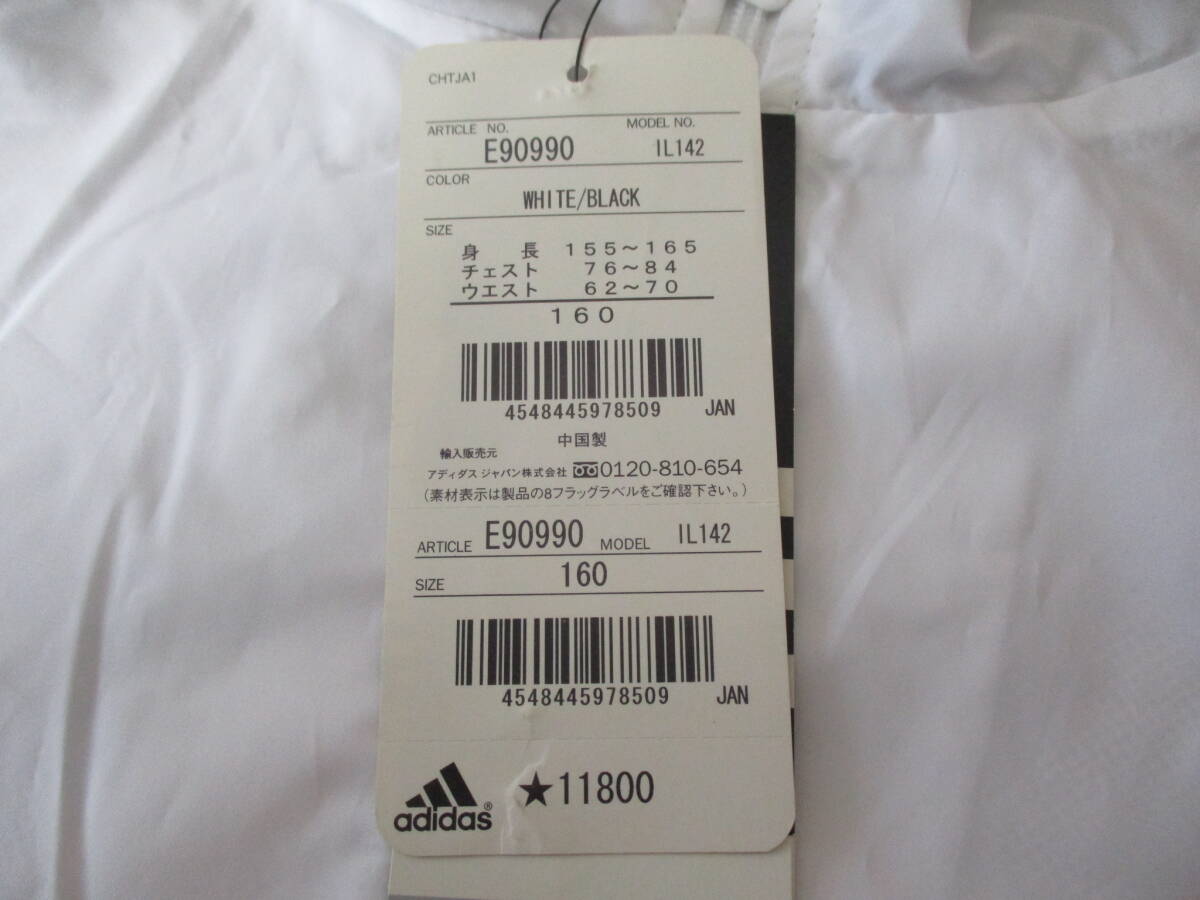 CHTJA1
ARTICLE NO. MODEL NO.
E90990 IL142
COLOR
WHITE/BLACK
SIZE
身 長 155～165
チェスト 76～84
ウエスト 62～70
160
4548445978509 JAN
中国製
輸入販売元
アディダス ジャパン株式会社 0120-810-654
(素材表示は製品の8フラッグラベルをご確認下さい。)
ARTICLE E90990 MODEL IL142
SIZE 160
4548445978509 JAN
adidas® ★11800